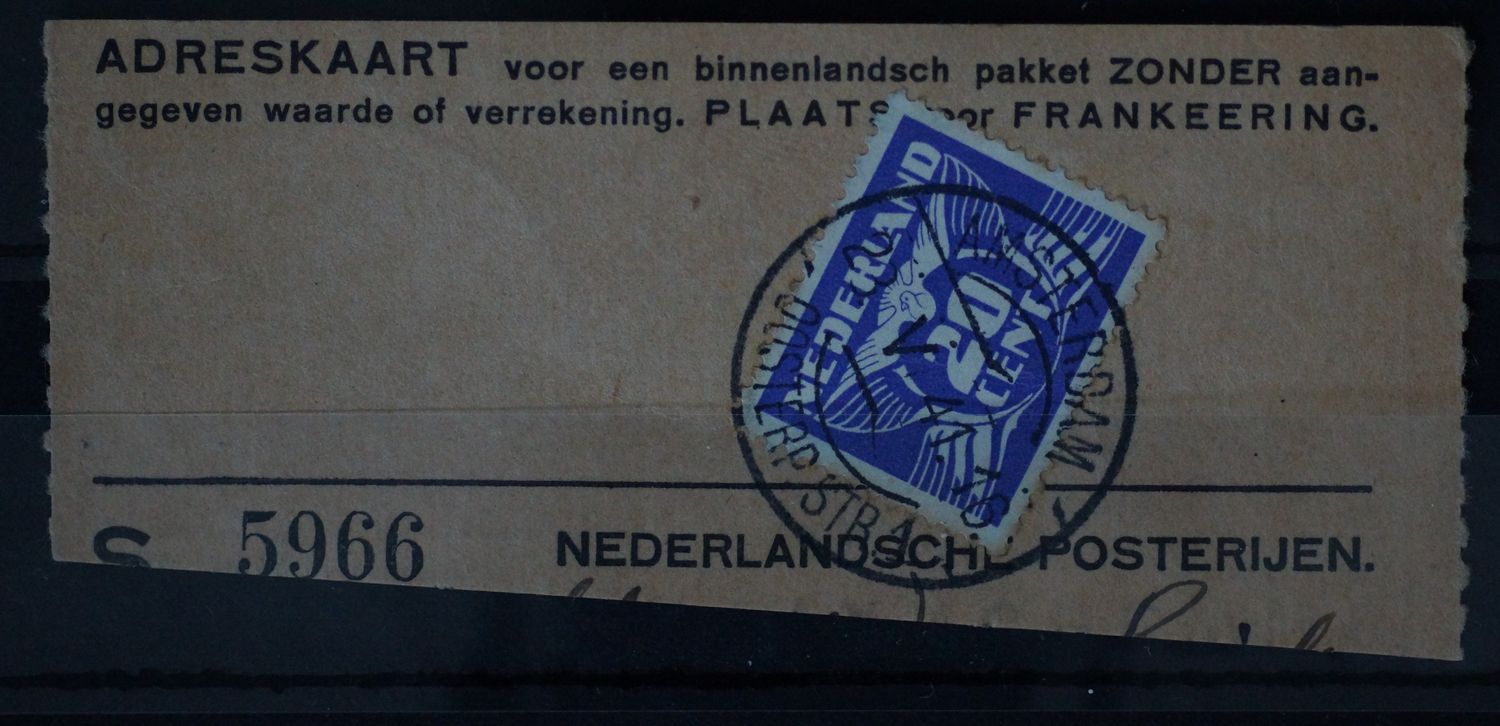 ADRESKAART voor een binnenlandsch pakket ZONDER aan-
gegeven waarde of verrekening. PLAATS voor FRANKEERING.
NEDERLAND
20
CENT
AMSTERDAM
S 5966
NEDERLANDSCHE POSTERIJEN.